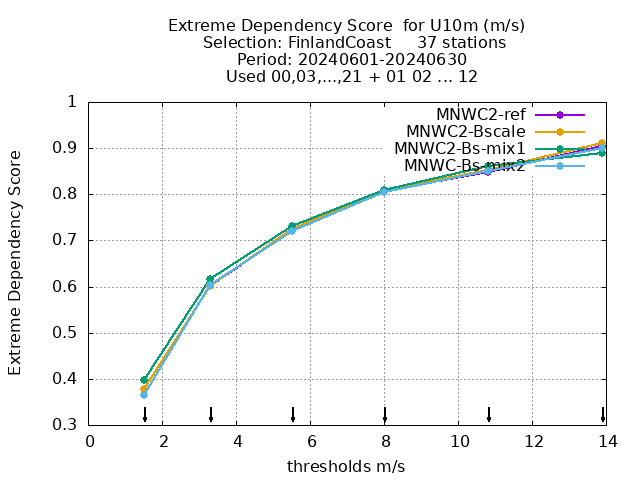 Extreme Dependency Score  for U10m (m/s)
Selection: FinlandCoast     37 stations
Period: 20240601-20240630
Used 00,03,...,21 + 01 02 ... 12
MNWC2-ref
MNWC2-Bscale
MNWC2-Bs-mix1
MNWC-Bs-mix2
Extreme Dependency Score
1
0.9
0.8
0.7
0.6
0.5
0.4
0.3
0 2 4 6 8 10 12 14
thresholds m/s